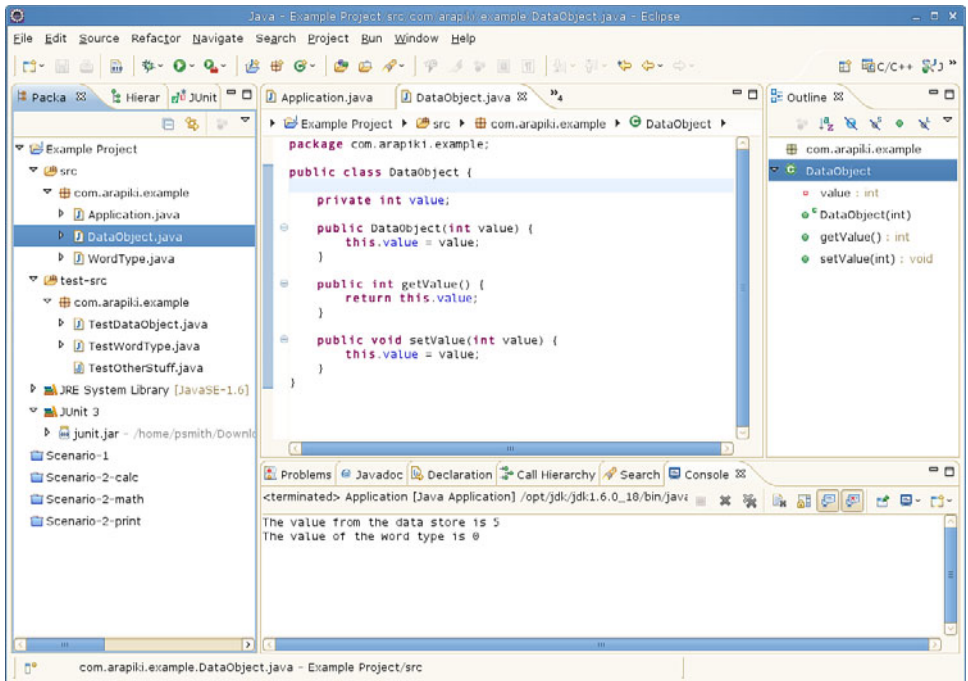 Java - Example Project/src/com/arapiki/example/DataObject.java - Eclipse
File Edit Source Refactor Navigate Search Project Run Window Help
C/C++ J »
Packa Hierar JUnit
Example Project
src
com.arapiki.example
Application.java
DataObject.java
WordType.java
test-src
com.arapiki.example
TestDataObject.java
TestWordType.java
TestOtherStuff.java
JRE System Library [JavaSE-1.6]
JUnit 3
junit.jar - /home/psmith/Downlo
Scenario-1
Scenario-2-calc
Scenario-2-math
Scenario-2-print
Application.java DataObject.java »4
Example Project src com.arapiki.example DataObject
package com.arapiki.example;
public class DataObject {
private int value;
public DataObject(int value) {
this.value = value;
}
public int getValue() {
return this.value;
}
public void setValue(int value) {
this.value = value;
}
}
Outline
com.arapiki.example
DataObject
value : int
DataObject(int)
getValue() : int
setValue(int) : void
Problems Javadoc Declaration Call Hierarchy Search Console
<terminated> Application [Java Application] /opt/jdk/jdk1.6.0_18/bin/java
The value from the data store is 5
The value of the word type is 0
com.arapiki.example.DataObject.java - Example Project/src